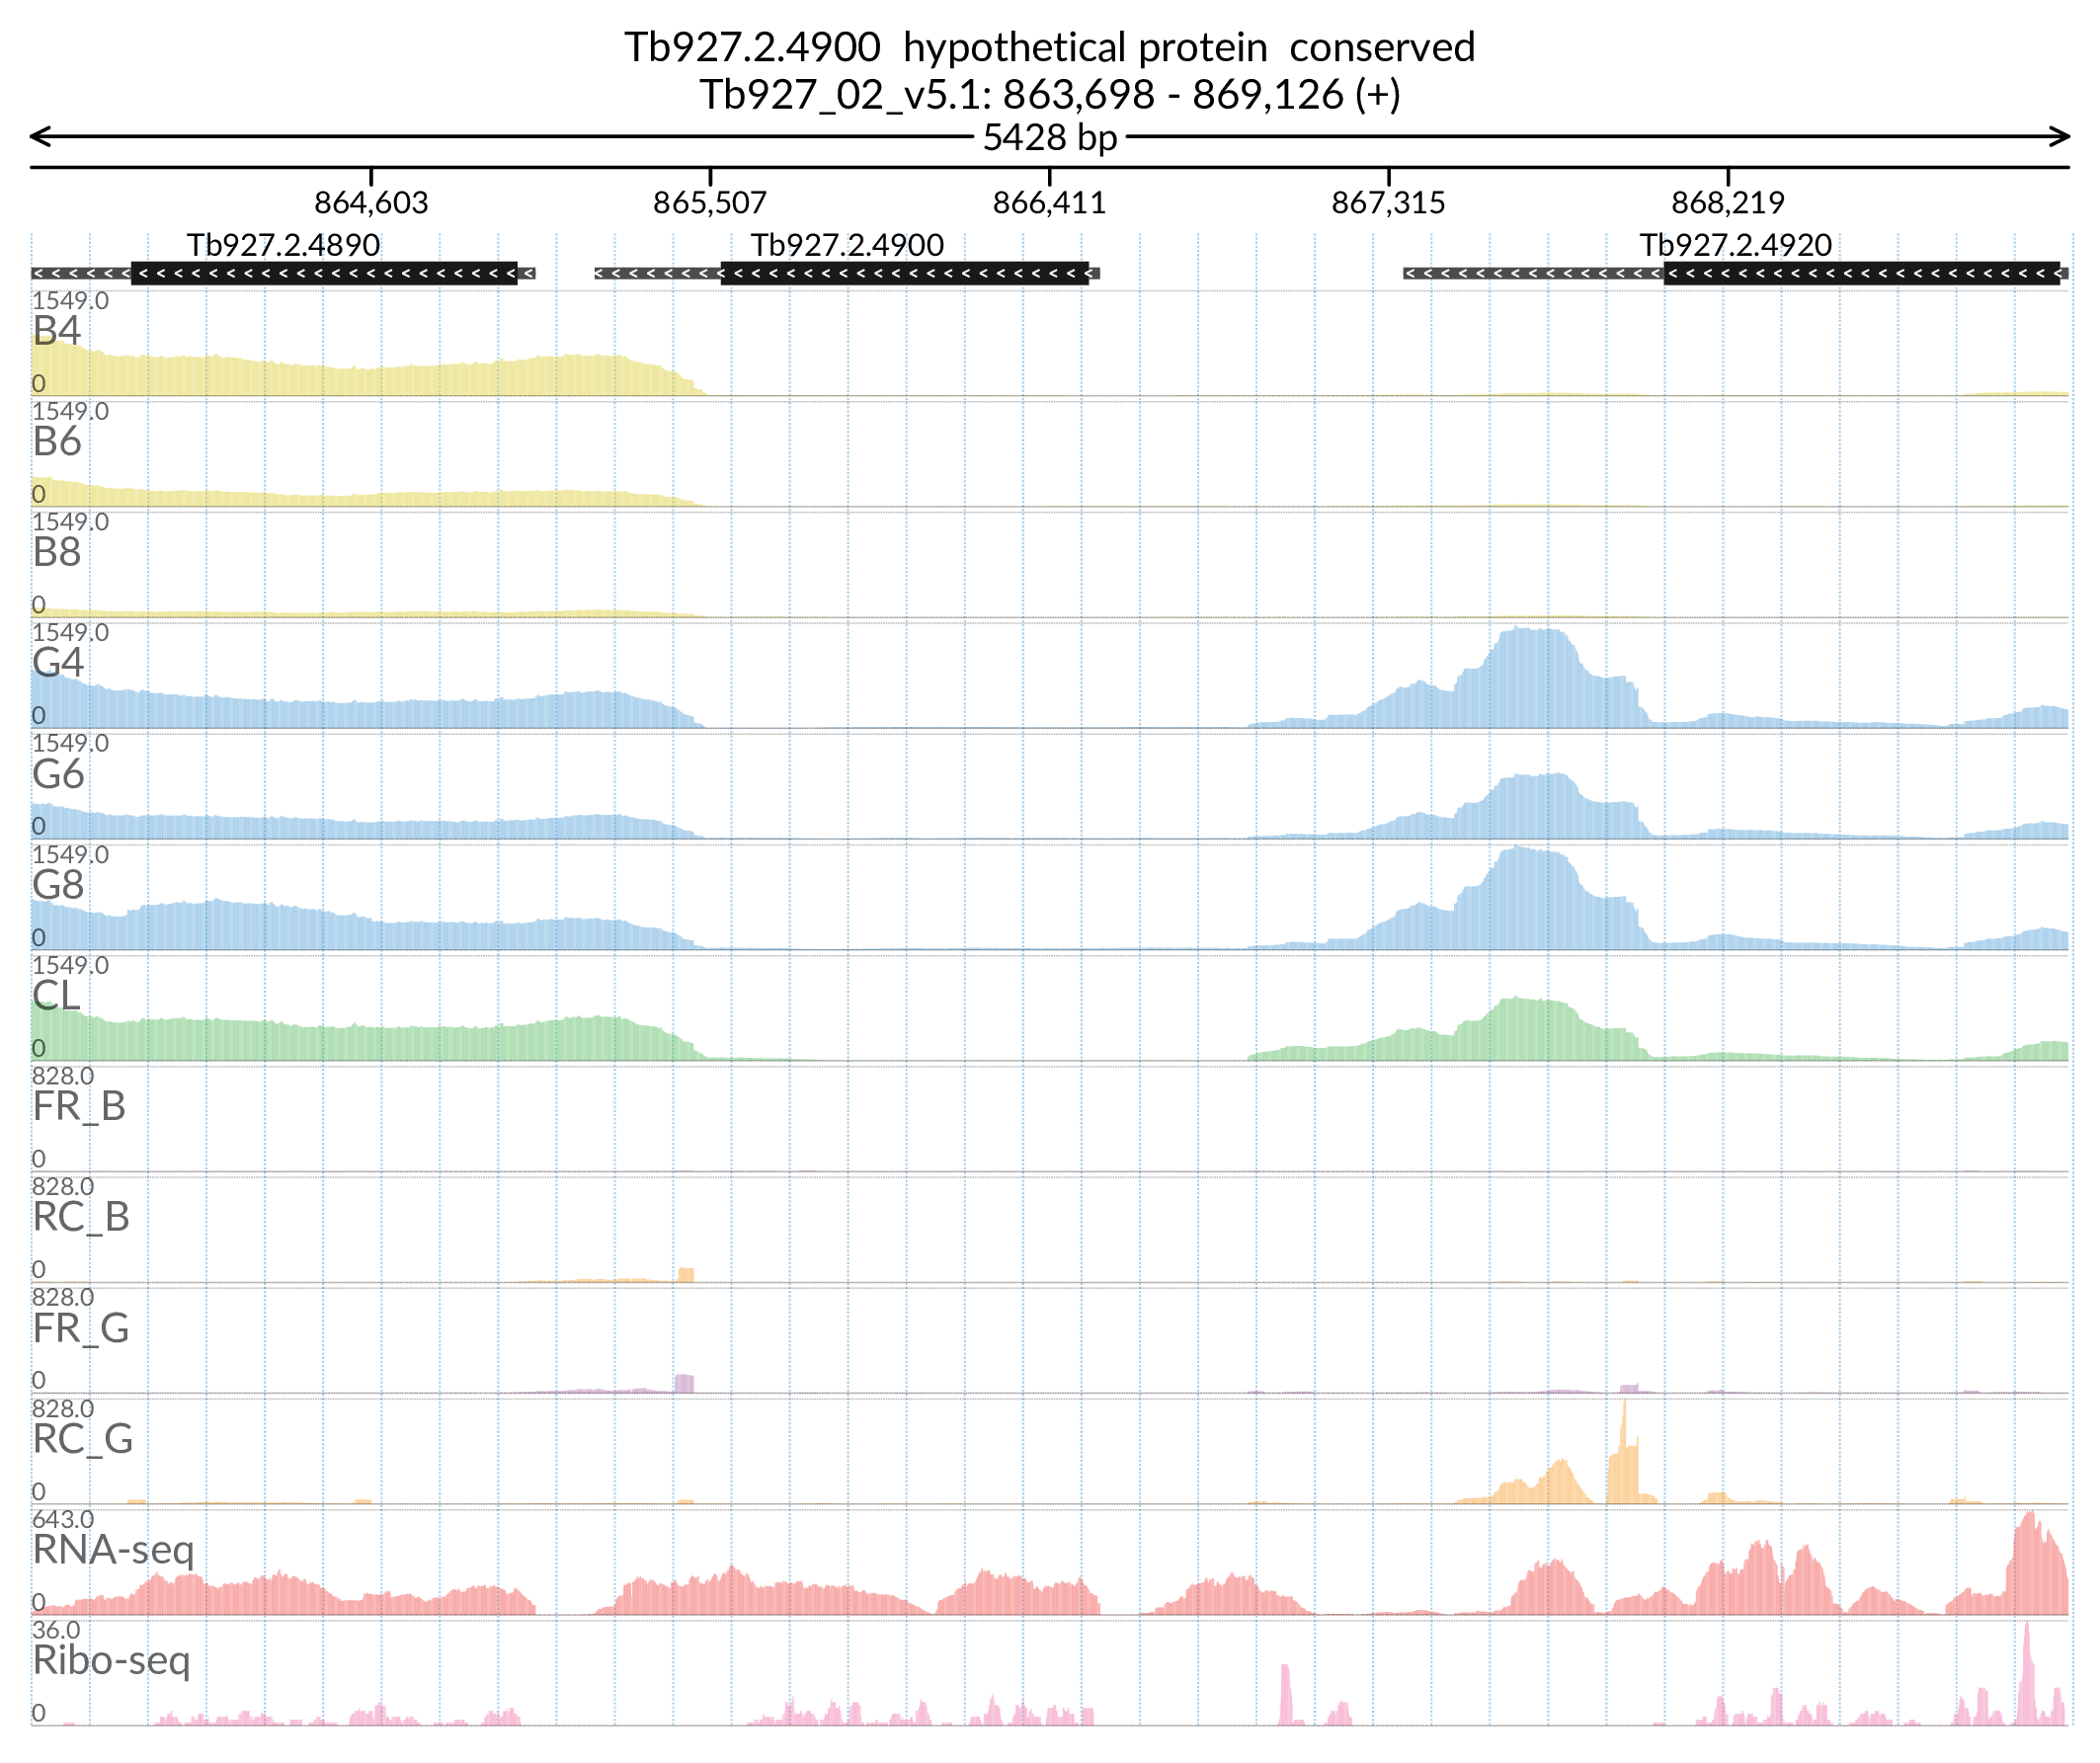 Tb927.2.4900  hypothetical protein  conserved
Tb927_02_v5.1: 863,698 - 869,126 (+)
5428 bp
864,603 865,507 866,411 867,315 868,219
Tb927.2.4890 Tb927.2.4900 Tb927.2.4920
1549.0
B4
0
1549.0
B6
0
1549.0
B8
0
1549.0
G4
0
1549.0
G6
0
1549.0
G8
0
1549.0
CL
0
828.0
FR_B
0
828.0
RC_B
0
828.0
FR_G
0
828.0
RC_G
0
643.0
RNA-seq
0
36.0
Ribo-seq
0